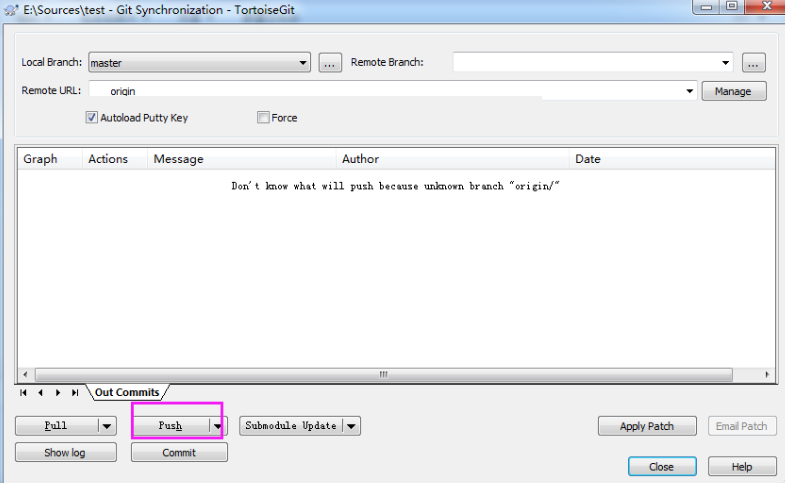 E:\Sources\test - Git Synchronization - TortoiseGit
Local Branch: master ... Remote Branch: ...
Remote URL: origin Manage
Autoload Putty Key Force
Graph Actions Message Author Date
Don't know what will push because unknown branch "origin/"
Out Commits
Pull Push Submodule Update Apply Patch Email Patch
Show log Commit
Close Help